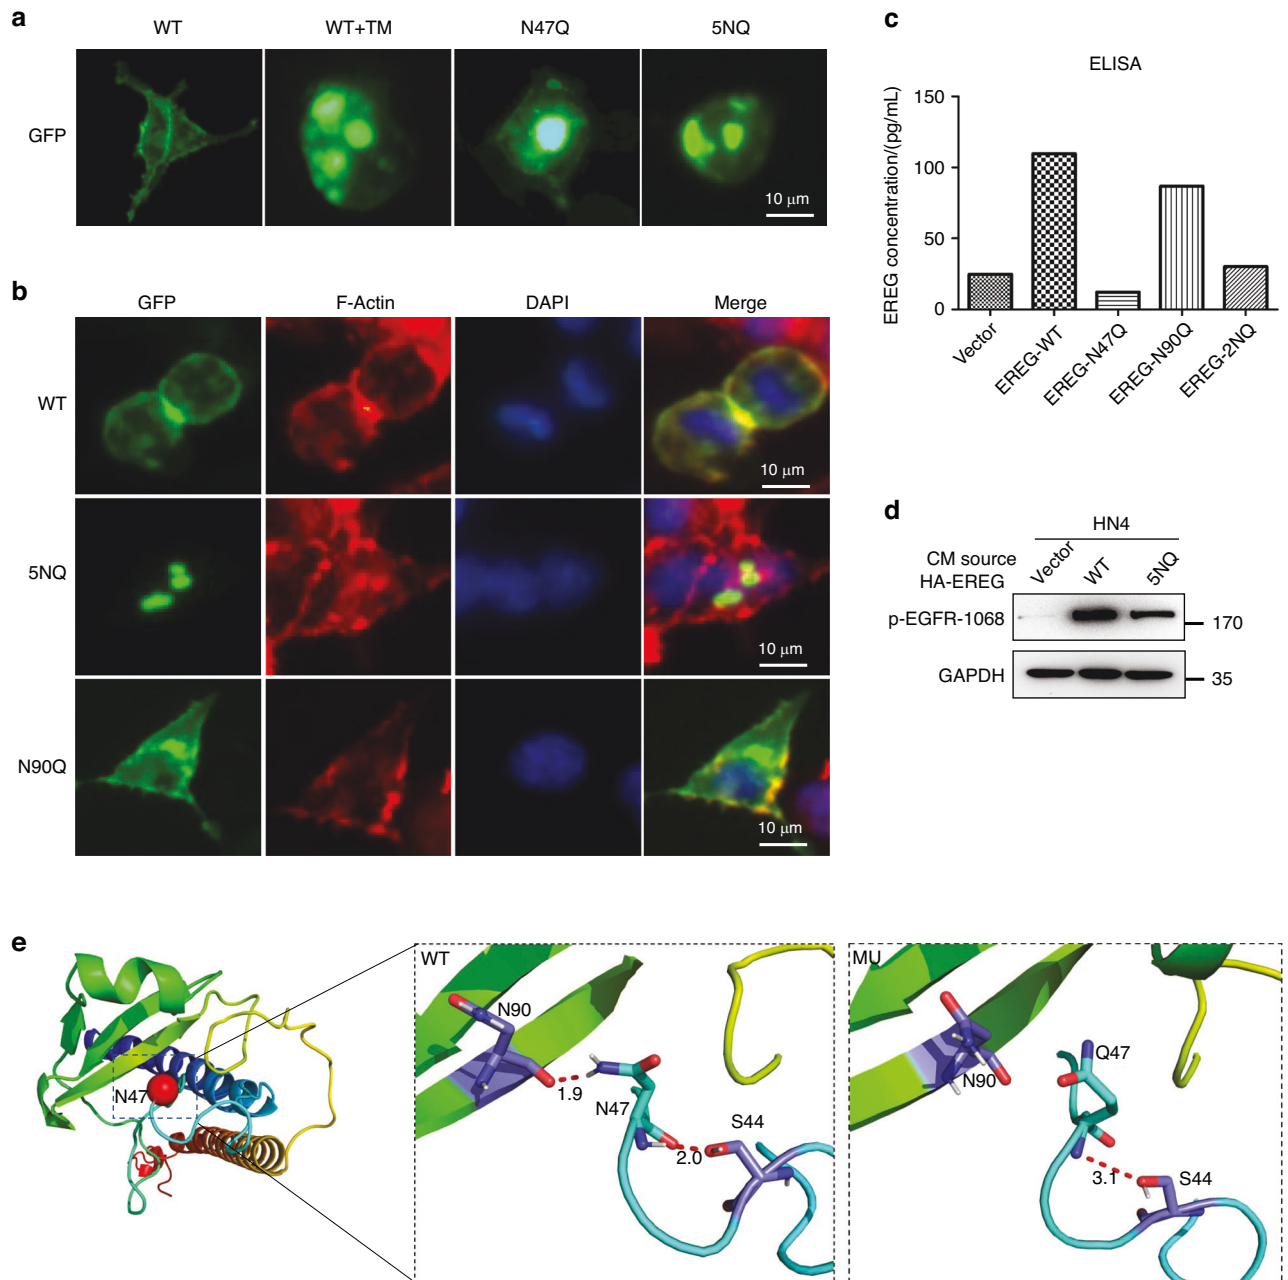 a
WT
WT+TM
N47Q
5NQ
GFP
10 μm
b
GFP
F-Actin
DAPI
Merge
WT
10 μm
5NQ
10 μm
N90Q
10 μm
c
ELISA
EREG concentration/(pg/mL)
150
100
50
0
Vector
EREG-WT
EREG-N47Q
EREG-N90Q
EREG-2NQ
d
HN4
CM source
HA-EREG
Vector
WT
5NQ
p-EGFR-1068
170
GAPDH
35
e
N47
WT
N90
1.9
N47
S44
2.0
MU
N90
Q47
3.1
S44